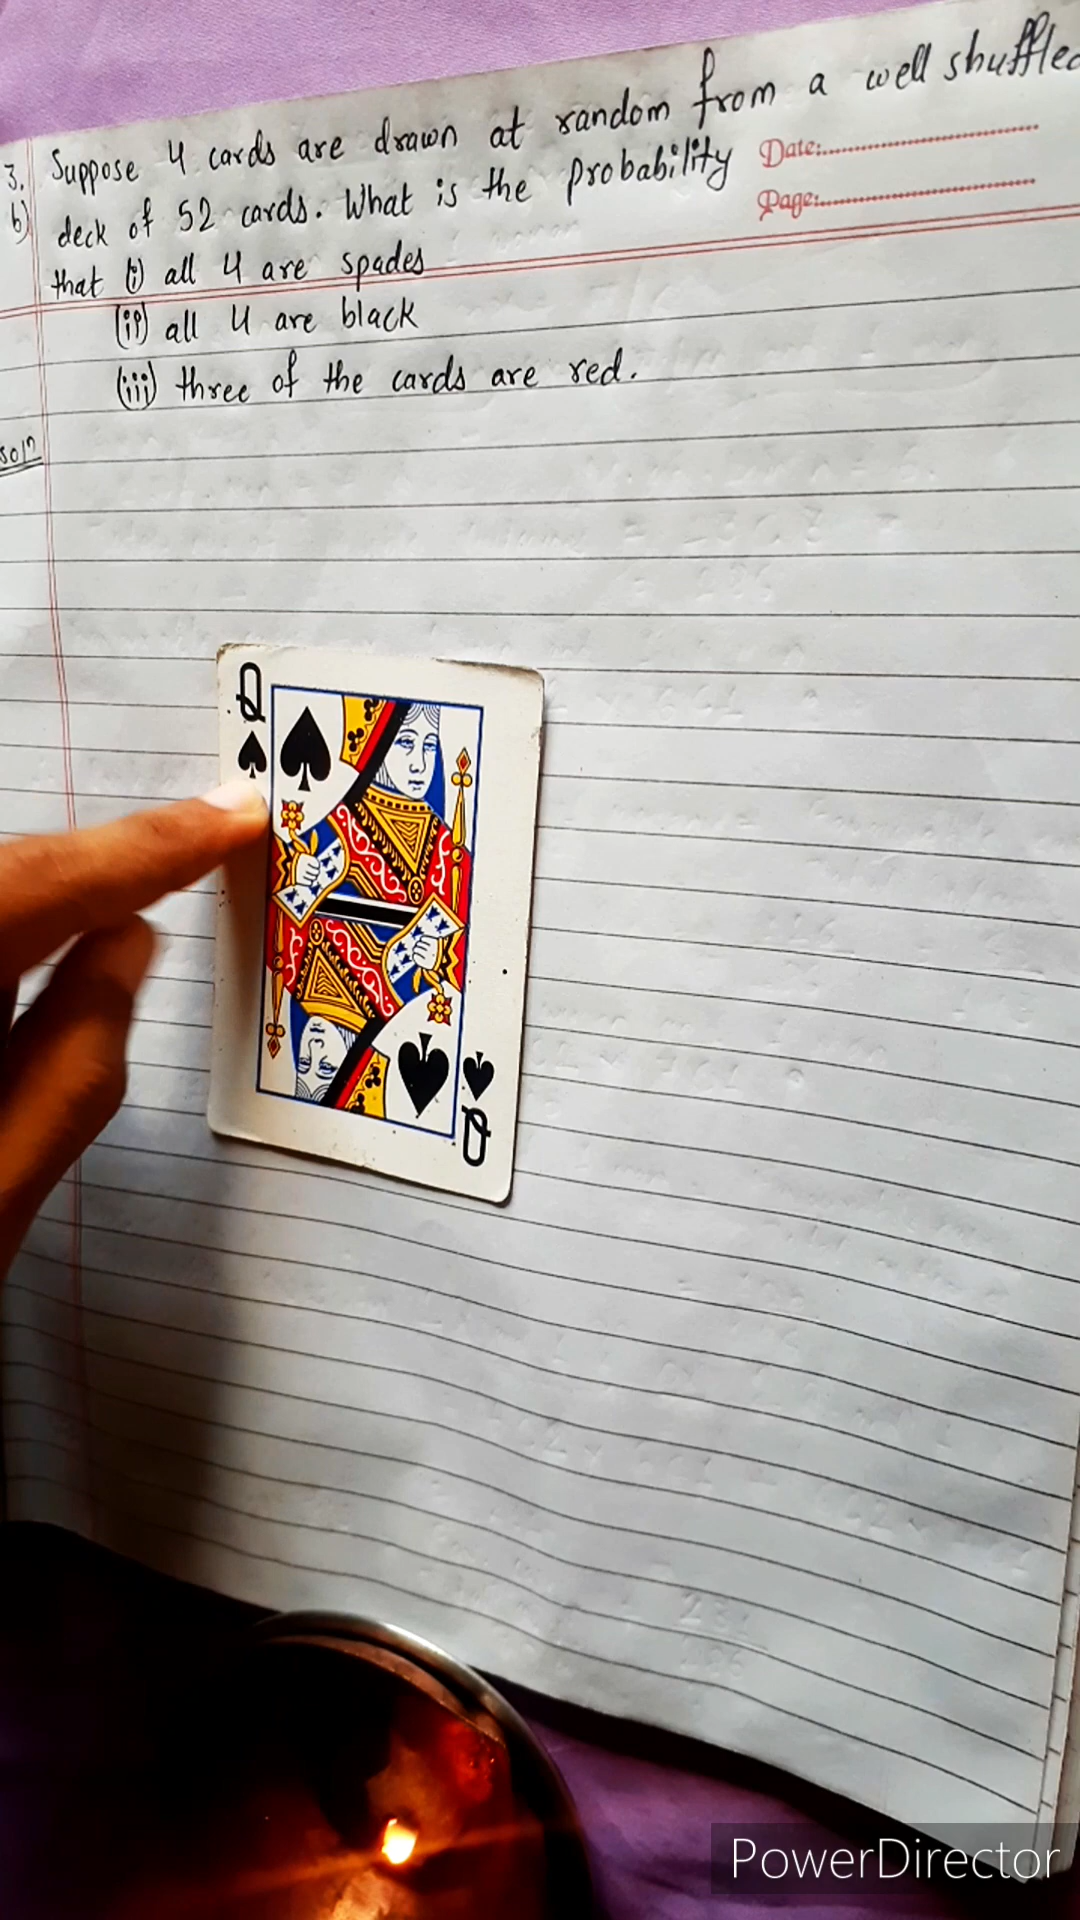 3. Suppose 4 cards are drawn at random from a well shuffled
b) deck of 52 cards. What is the probability
Date:
Page:
that (i) all 4 are spades
(ii) all 4 are black
(iii) three of the cards are red.
Soln
Q
Q
PowerDirector